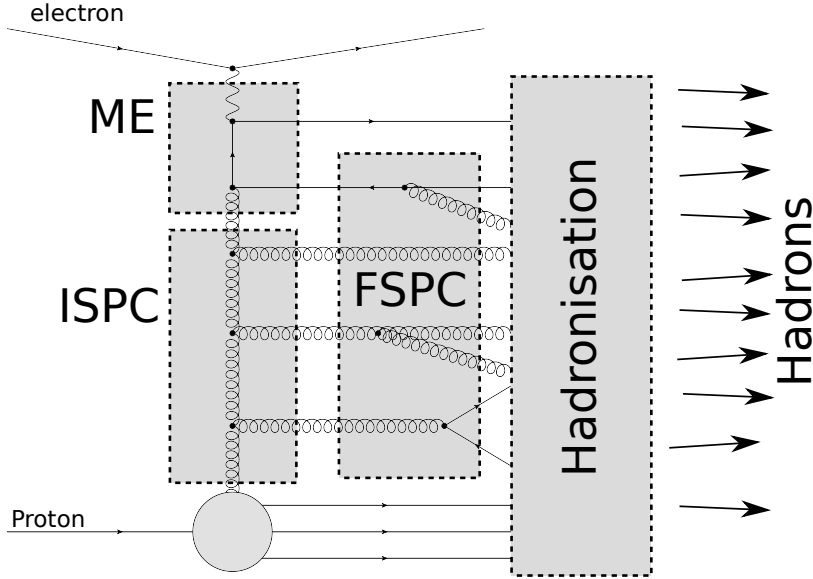 electron
ME
ISPC
FSPC
Hadronisation
Hadrons
Proton